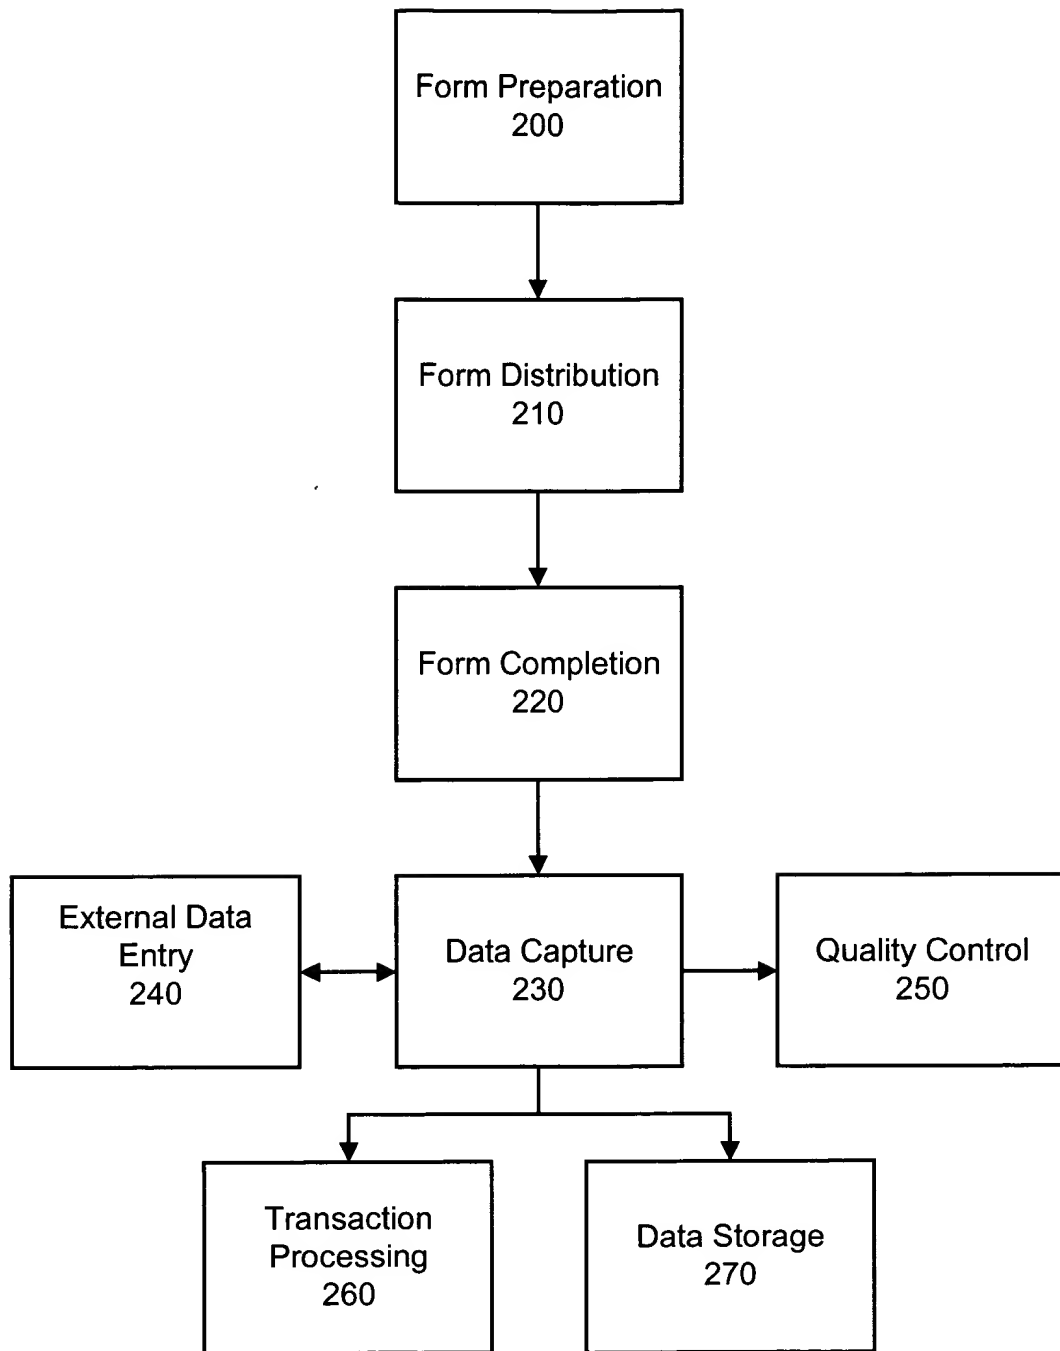 Form Preparation
200
Form Distribution
210
Form Completion
220
External Data
Entry
240
Data Capture
230
Quality Control
250
Transaction
Processing
260
Data Storage
270